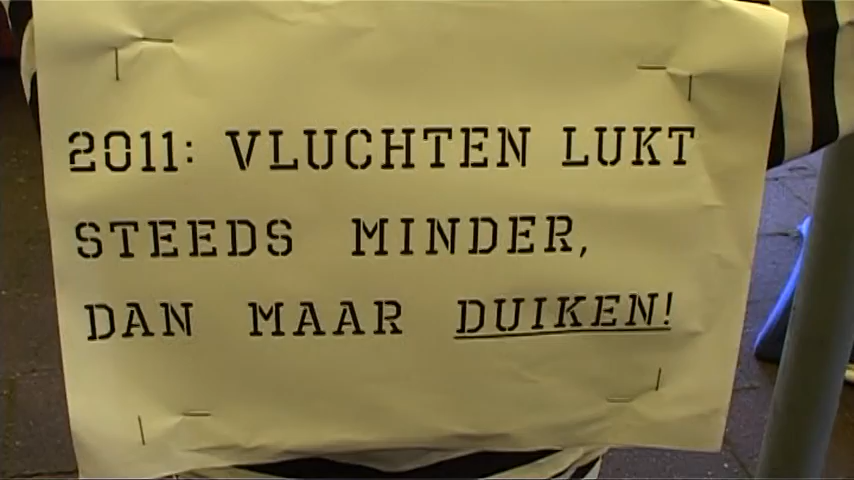 2011: VLUCHTEN LUKT
STEEDS MINDER,
DAN MAAR DUIKEN!